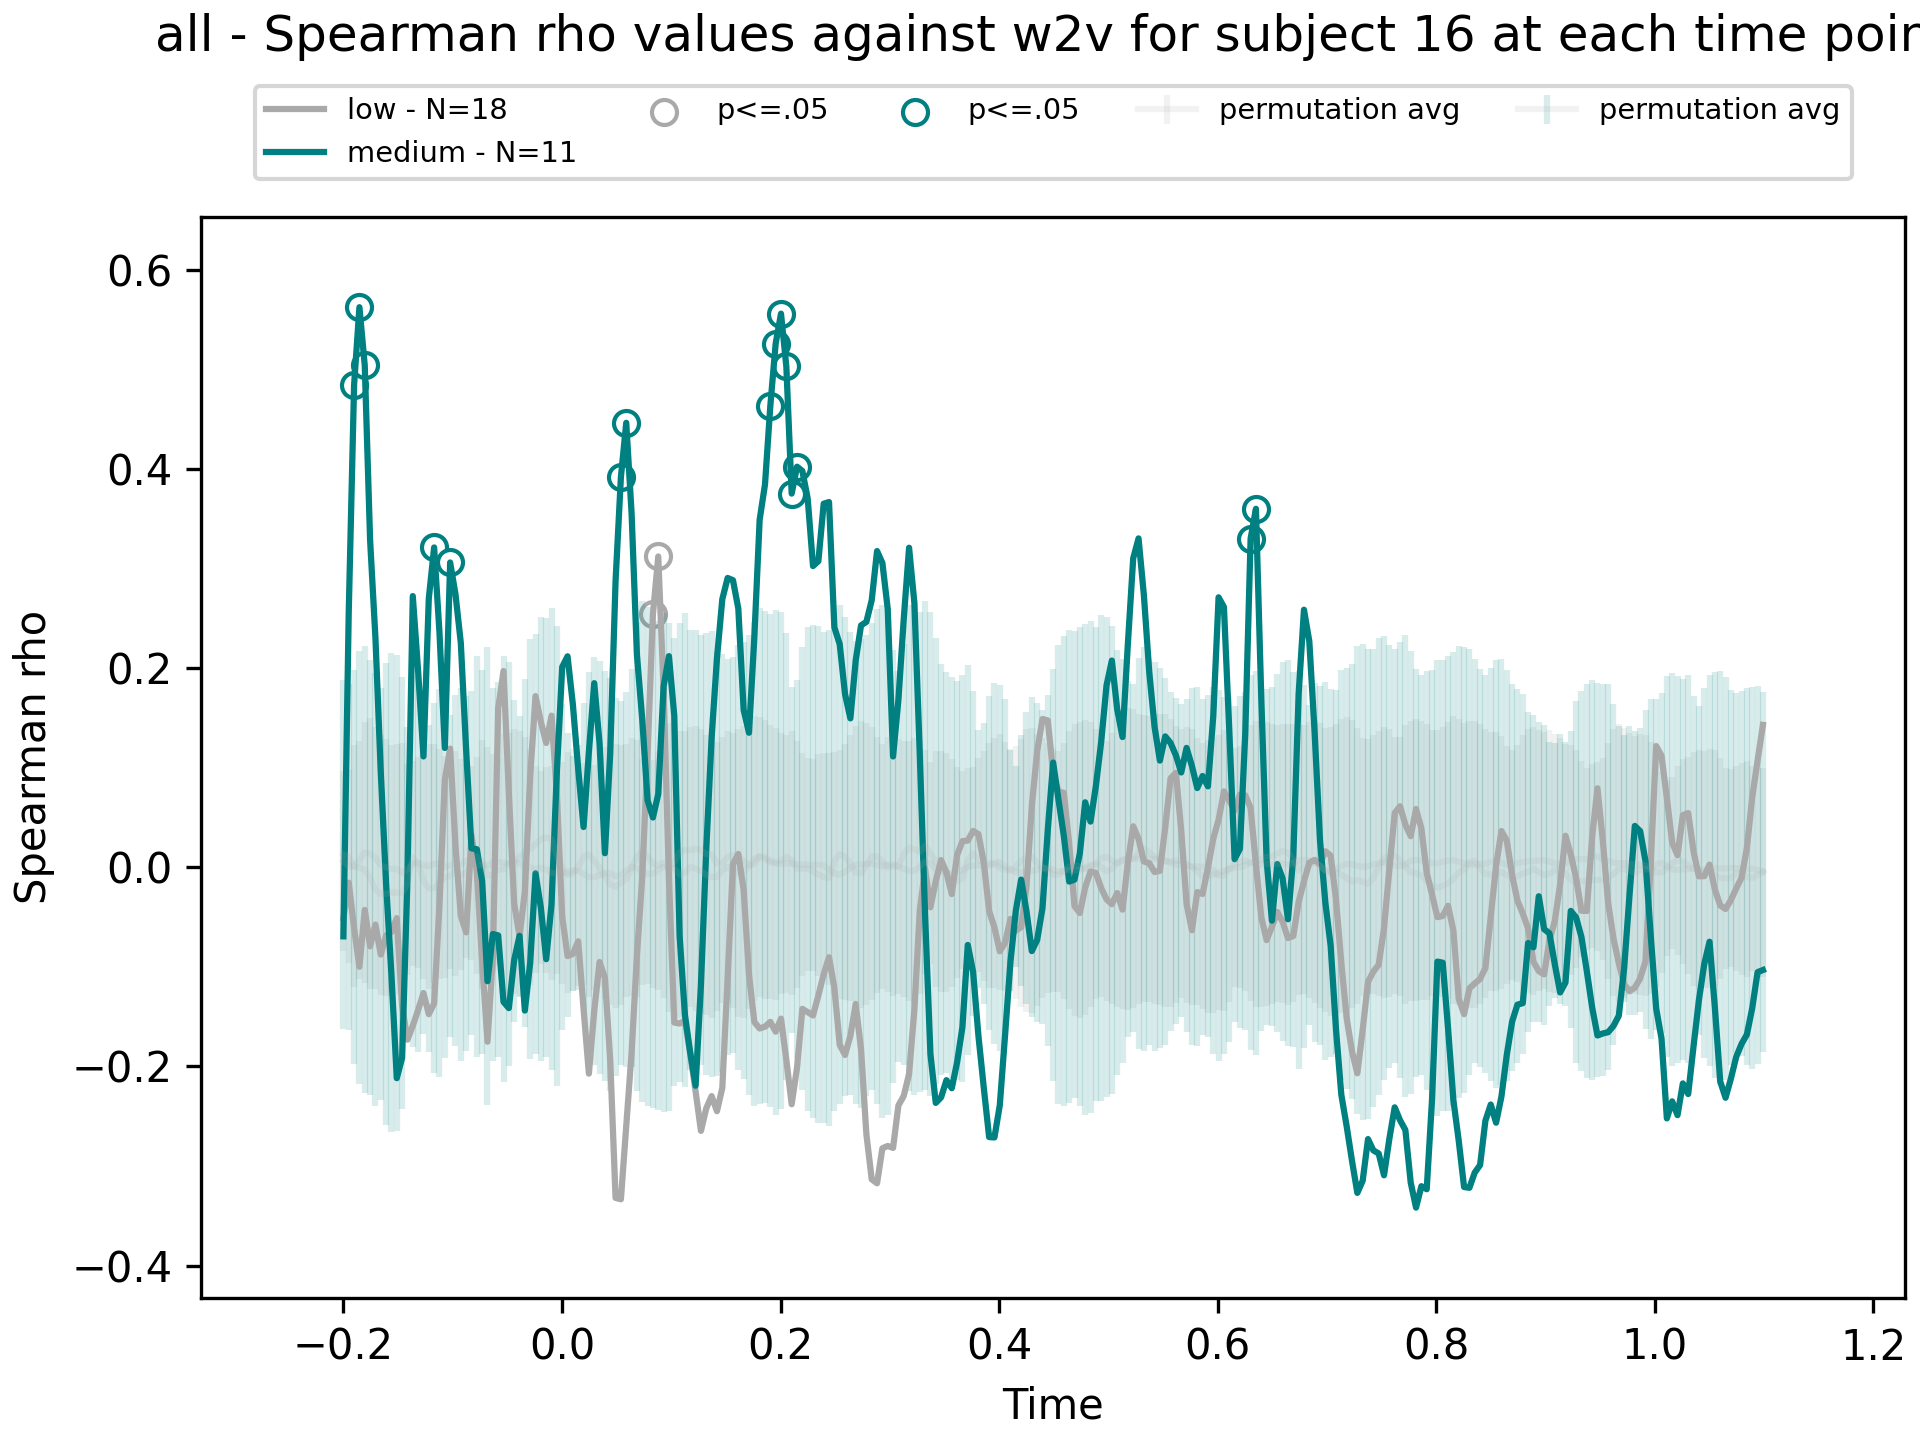 all - Spearman rho values against w2v for subject 16 at each time poin
low - N=18
medium - N=11
p<=.05
p<=.05
permutation avg
permutation avg
Spearman rho
0.6
0.4
0.2
0.0
−0.2
−0.4
−0.2 0.0 0.2 0.4 0.6 0.8 1.0 1.2
Time